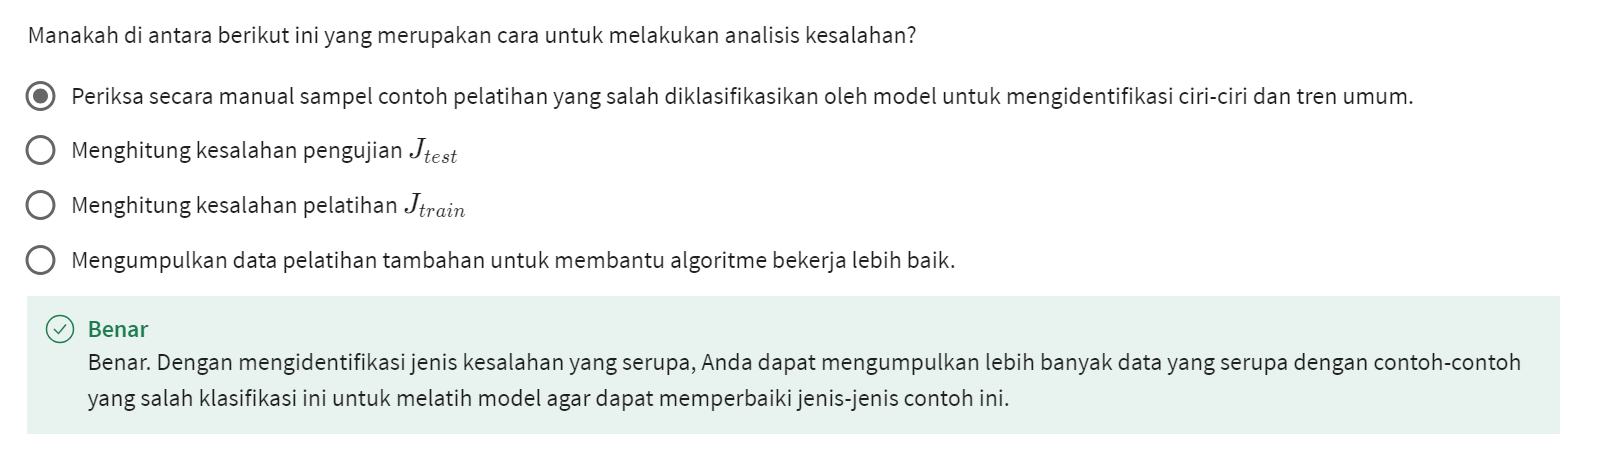 Manakah di antara berikut ini yang merupakan cara untuk melakukan analisis kesalahan?
Periksa secara manual sampel contoh pelatihan yang salah diklasifikasikan oleh model untuk mengidentifikasi ciri-ciri dan tren umum.
Menghitung kesalahan pengujian J_{test}
Menghitung kesalahan pelatihan J_{train}
Mengumpulkan data pelatihan tambahan untuk membantu algoritme bekerja lebih baik.
Benar
Benar. Dengan mengidentifikasi jenis kesalahan yang serupa, Anda dapat mengumpulkan lebih banyak data yang serupa dengan contoh-contoh
yang salah klasifikasi ini untuk melatih model agar dapat memperbaiki jenis-jenis contoh ini.